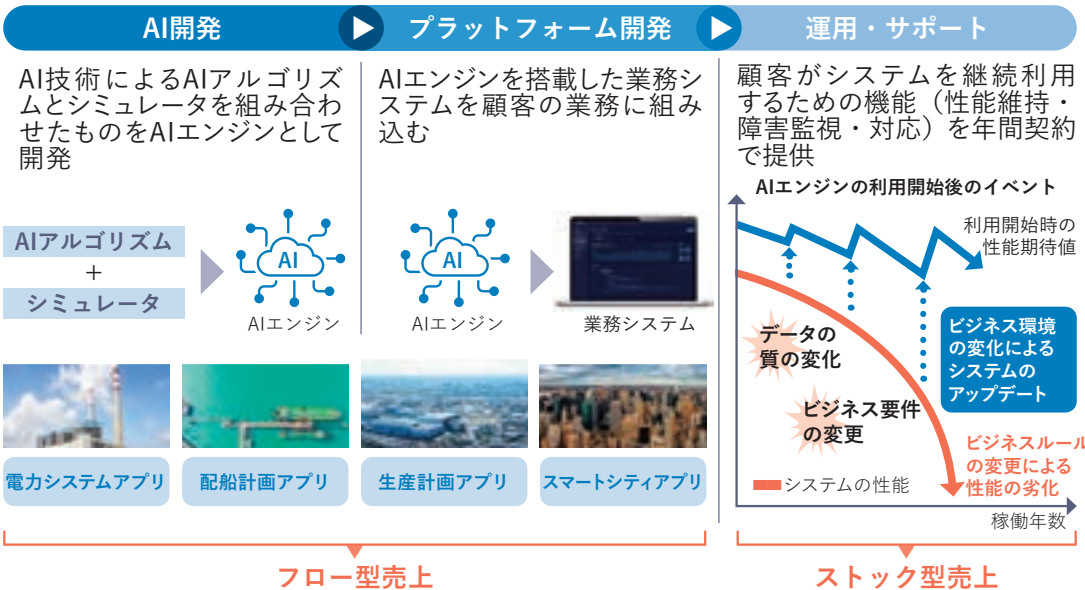 AI開発
プラットフォーム開発
運用・サポート
AI技術によるAIアルゴリズ
ムとシミュレータを組み合わ
せたものをAIエンジンとして
開発
AIエンジンを搭載した業務シ
ステムを顧客の業務に組み
込む
顧客がシステムを継続利用
するための機能（性能維持・
障害監視・対応）を年間契約
で提供
AIアルゴリズム
+
シミュレータ
AI
AIエンジン
AI
AIエンジン
業務システム
電力システムアプリ
配船計画アプリ
生産計画アプリ
スマートシティアプリ
AIエンジンの利用開始後のイベント
利用開始時の
性能期待値
データの
質の変化
ビジネス要件
の変更
ビジネス環境
の変化による
システムの
アップデート
ビジネスルール
の変更による
性能の劣化
システムの性能
稼働年数
フロー型売上
ストック型売上